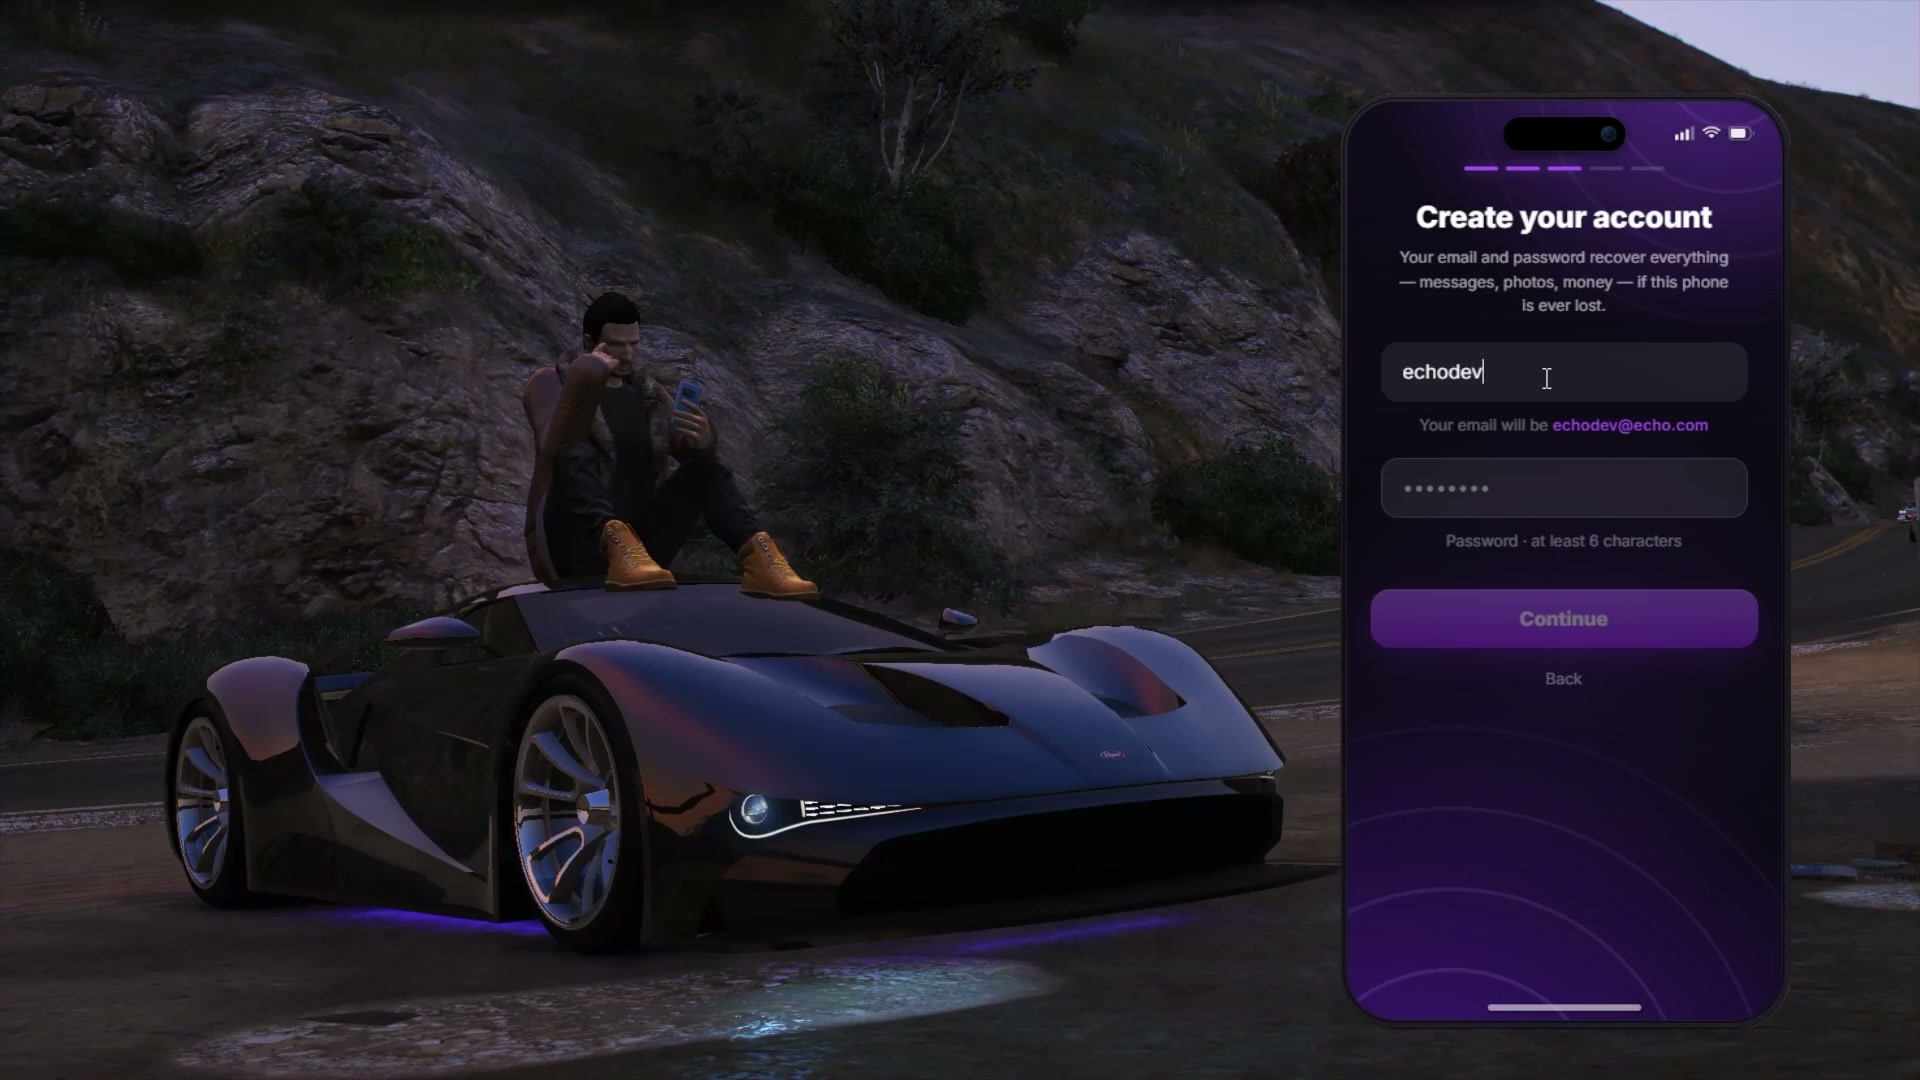 Create your account
Your email and password recover everything
— messages, photos, money — if this phone
is ever lost.
echodev
Your email will be echodev@echo.com
••••••••
Password · at least 6 characters
Continue
Back